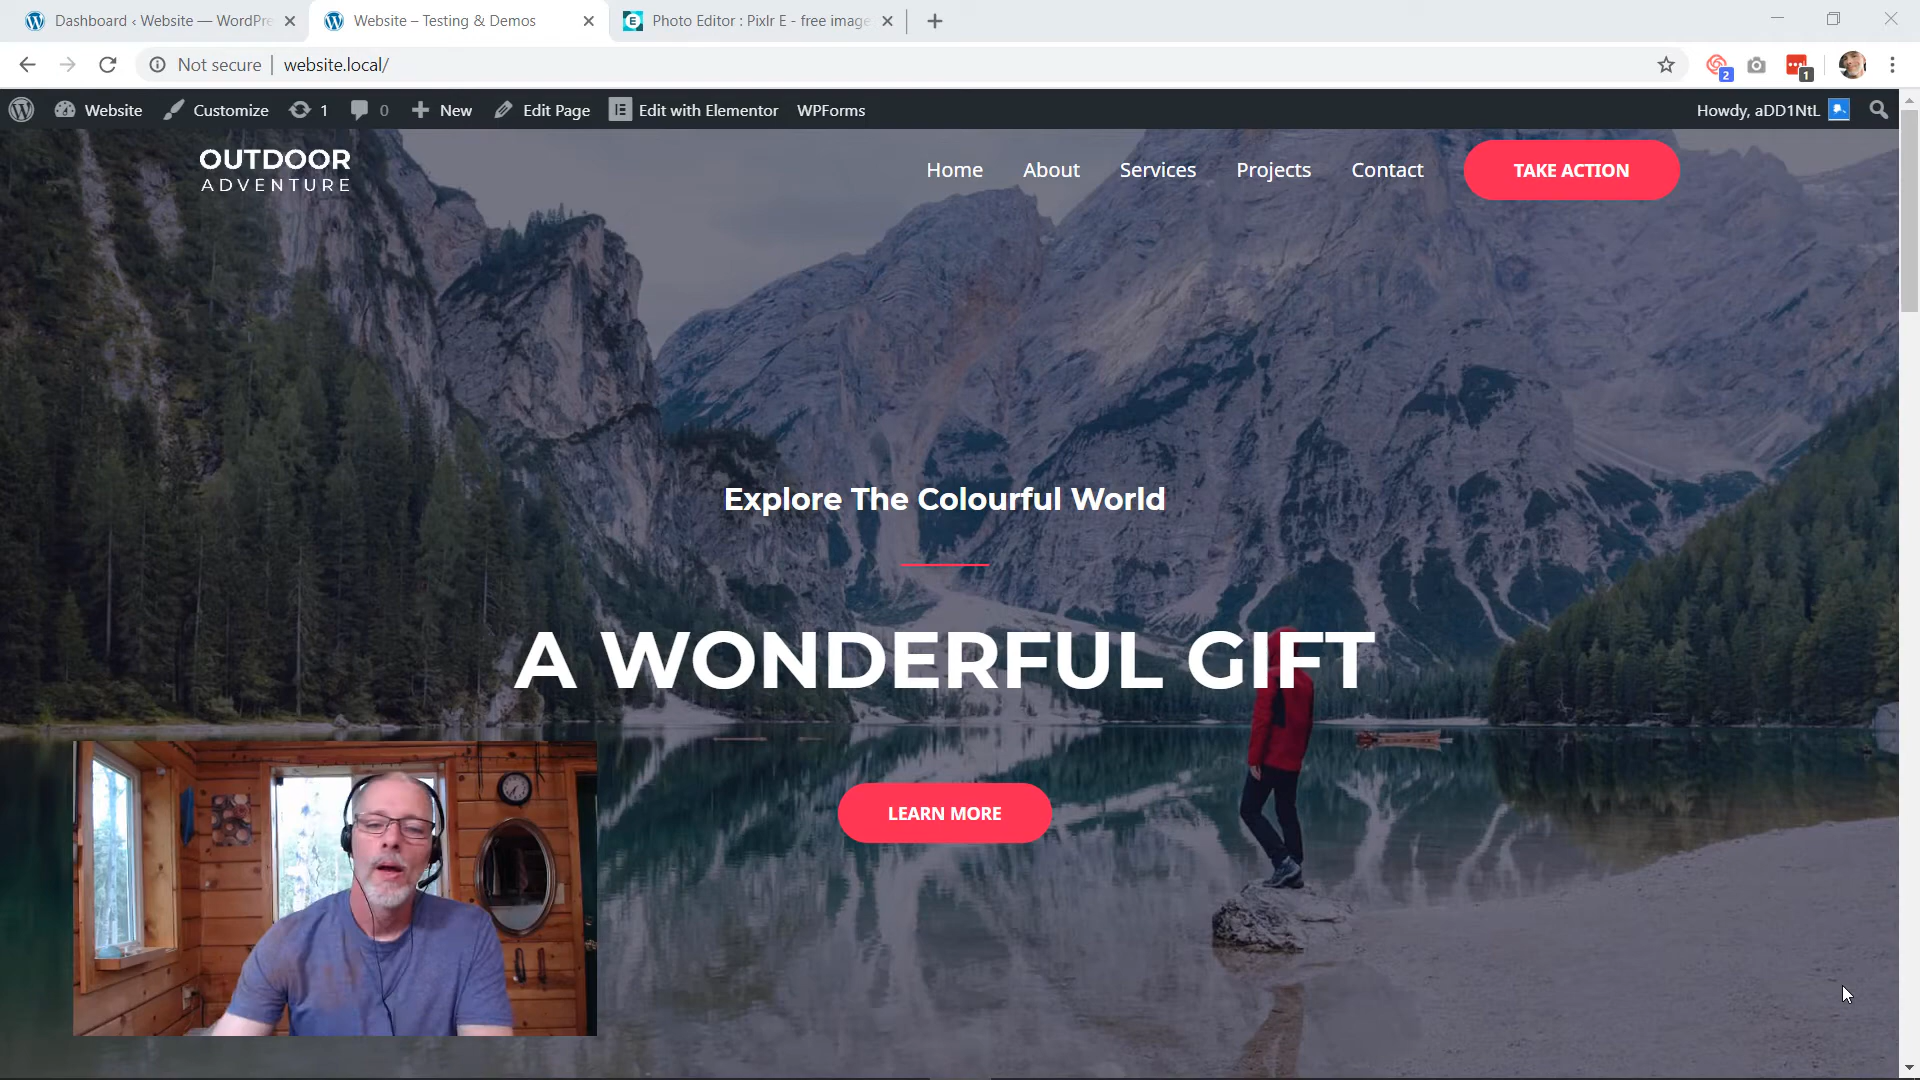 Dashboard ‹ Website — WordPre
Website – Testing & Demos
Photo Editor : Pixlr E - free image
Not secure
website.local/
2
1
Website
Customize
1
0
New
Edit Page
Edit with Elementor
WPForms
Howdy, aDD1NtL
OUTDOOR
ADVENTURE
Home
About
Services
Projects
Contact
TAKE ACTION
Explore The Colourful World
A WONDERFUL GIFT
LEARN MORE